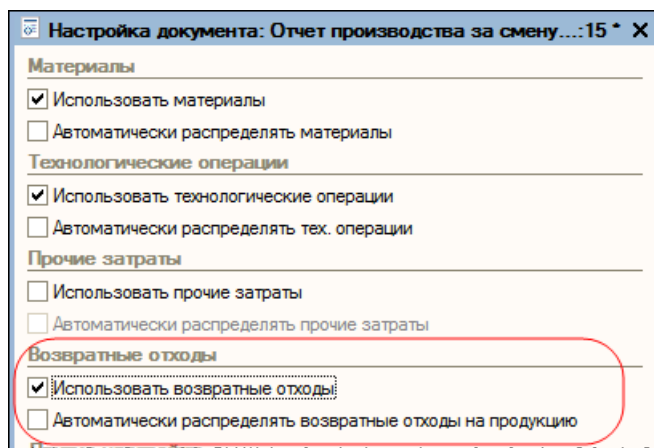 Настройка документа: Отчет производства за смену...:15 *
Материалы
Использовать материалы
Автоматически распределять материалы
Технологические операции
Использовать технологические операции
Автоматически распределять тех. операции
Прочие затраты
Использовать прочие затраты
Автоматически распределять прочие затраты
Возвратные отходы
Использовать возвратные отходы
Автоматически распределять возвратные отходы на продукцию